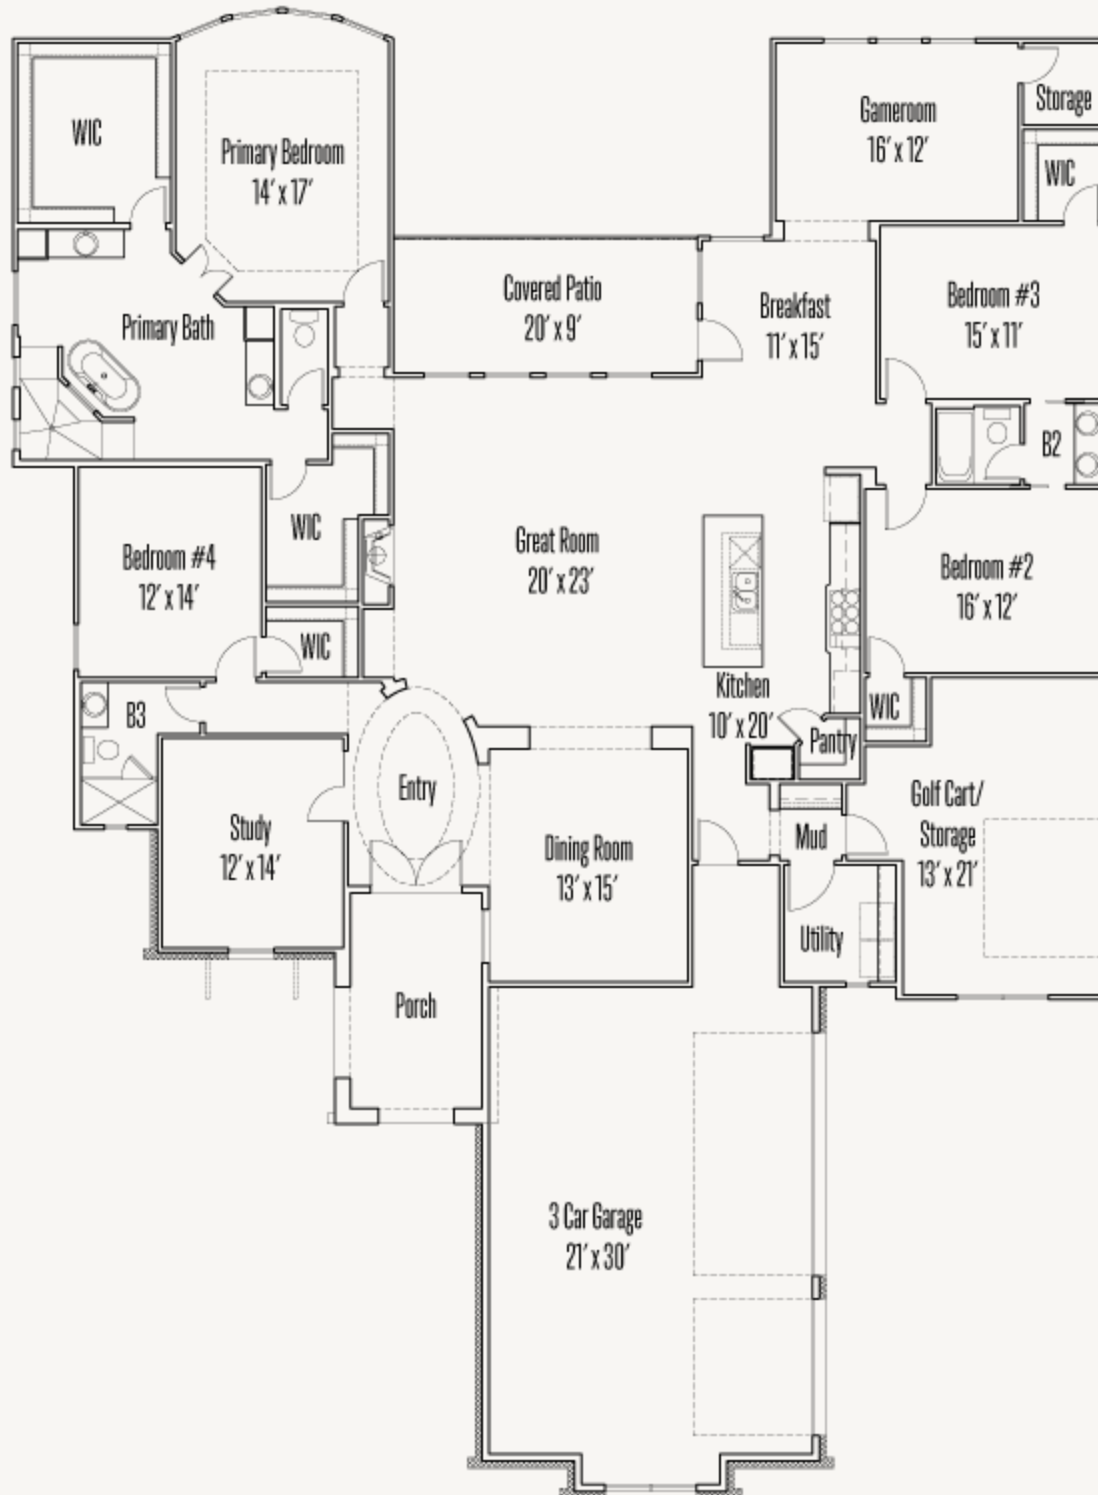 WIC
Primary Bedroom
14' x 17'
Gameroom
16' x 12'
Storage
WIC
Primary Bath
Covered Patio
20' x 9'
Breakfast
11' x 15'
Bedroom #3
15' x 11'
B2
WIC
Bedroom #4
12' x 14'
Great Room
20' x 23'
Bedroom #2
16' x 12'
WIC
Kitchen
10' x 20'
WIC
Pantry
B3
Entry
Study
12' x 14'
Dining Room
13' x 15'
Mud
Golf Cart/
Storage
13' x 21'
Utility
Porch
3 Car Garage
21' x 30'